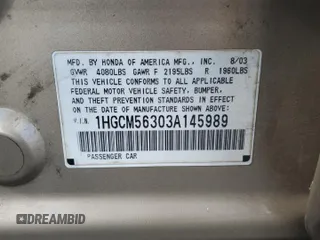 MFD. BY HONDA OF AMERICA MFG., INC. 8/03
GVWR 4080LBS GAWR F 2195LBS R 1960LBS
THIS VEHICLE CONFORMS TO ALL APPLICABLE
FEDERAL MOTOR VEHICLE SAFETY, BUMPER,
AND THEFT PREVENTION STANDARDS IN EFFECT
ON THE DATE OF MANUFACTURE SHOWN ABOVE.
V.I.N. 1HGCM56303A145989
PASSENGER CAR
DREAMBID